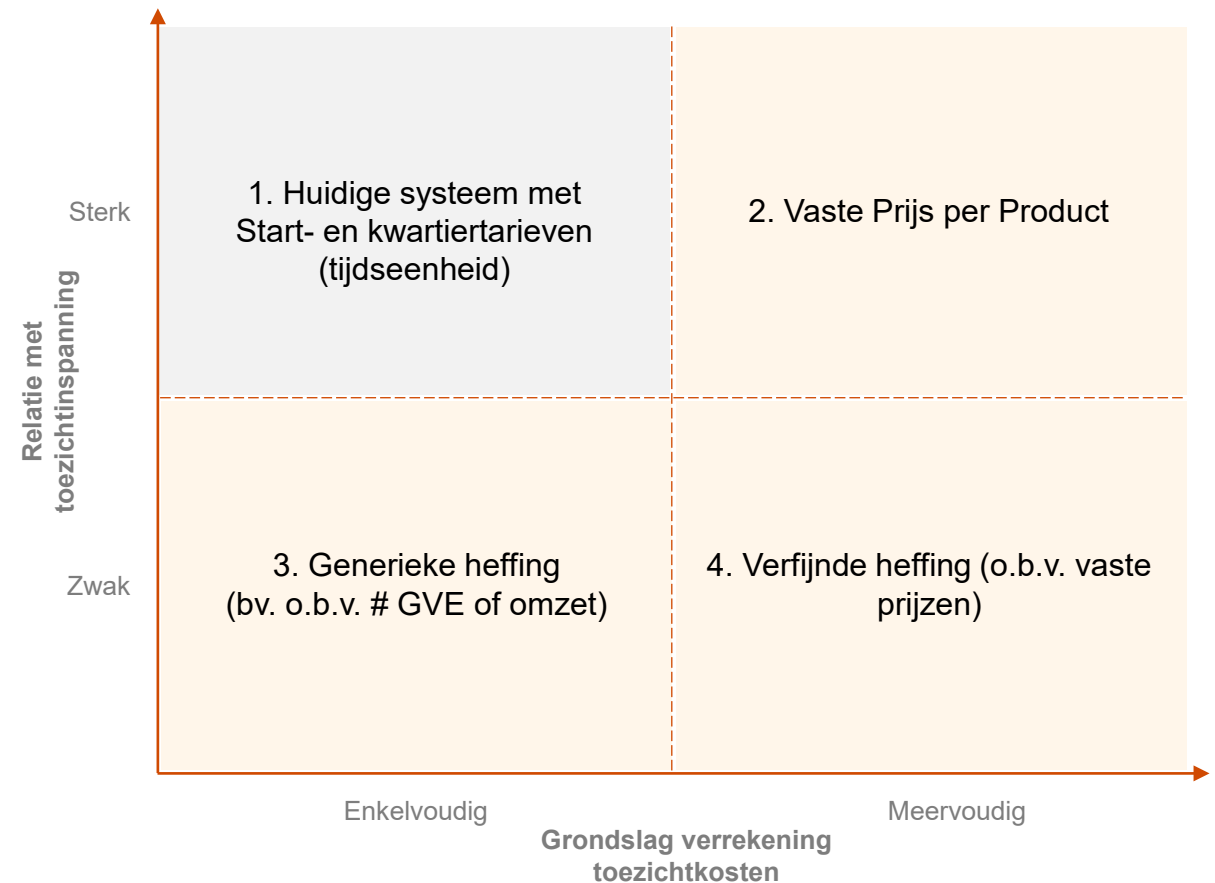 1. Huidige systeem met
Start- en kwartiertarieven
(tijdseenheid)
2. Vaste Prijs per Product
Sterk
Relatie met
toezichtinspanning
3. Generieke heffing
(bv. o.b.v. # GVE of omzet)
4. Verfijnde heffing (o.b.v. vaste
prijzen)
Zwak
Enkelvoudig
Meervoudig
Grondslag verrekening
toezichtkosten